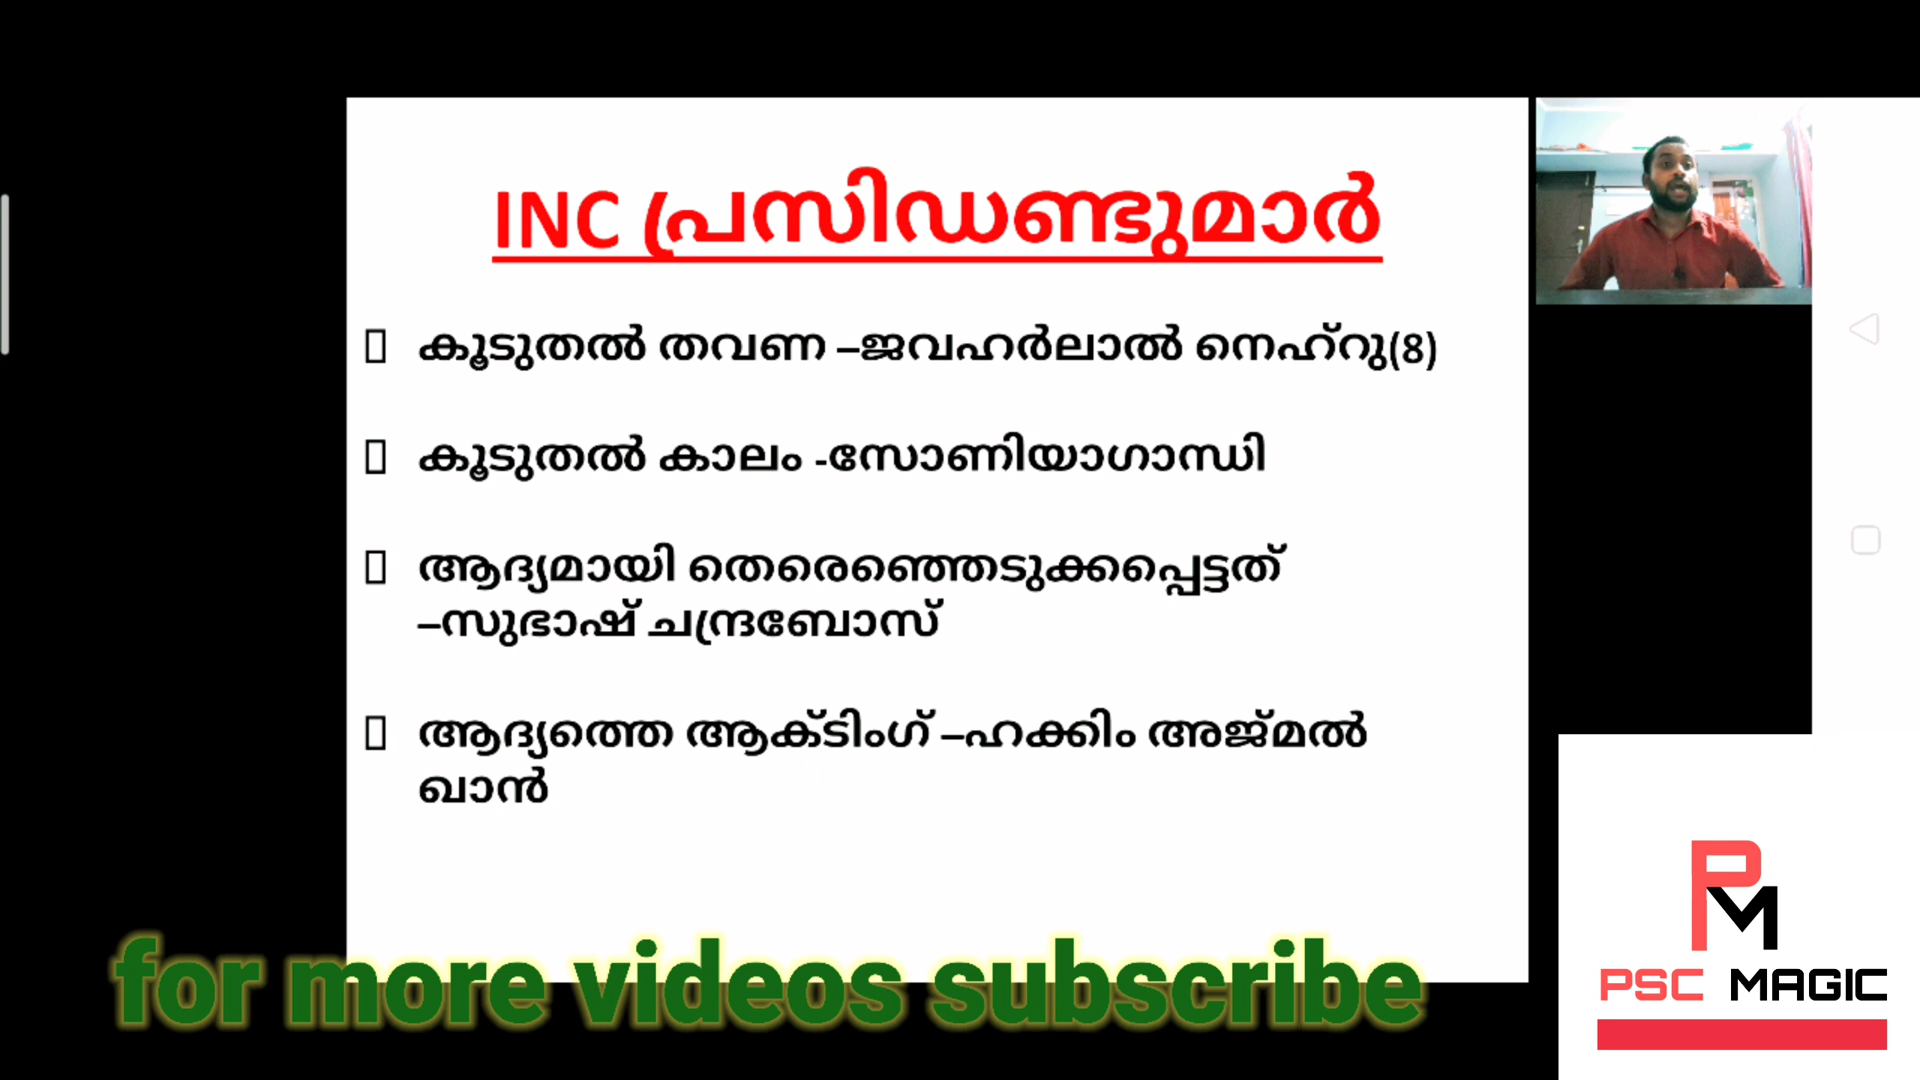 INC പ്രസിഡണ്ടുമാർ
കൂടുതൽ തവണ –ജവഹർലാൽ നെഹ്റു(8)
കൂടുതൽ കാലം -സോണിയാഗാന്ധി
ആദ്യമായി തെരെഞ്ഞെടുക്കപ്പെട്ടത്
–സുഭാഷ് ചന്ദ്രബോസ്
ആദ്യത്തെ ആക്ടിംഗ് –ഹക്കിം അജ്മൽ
ഖാൻ
for more videos subscribe
PM
PSC MAGIC